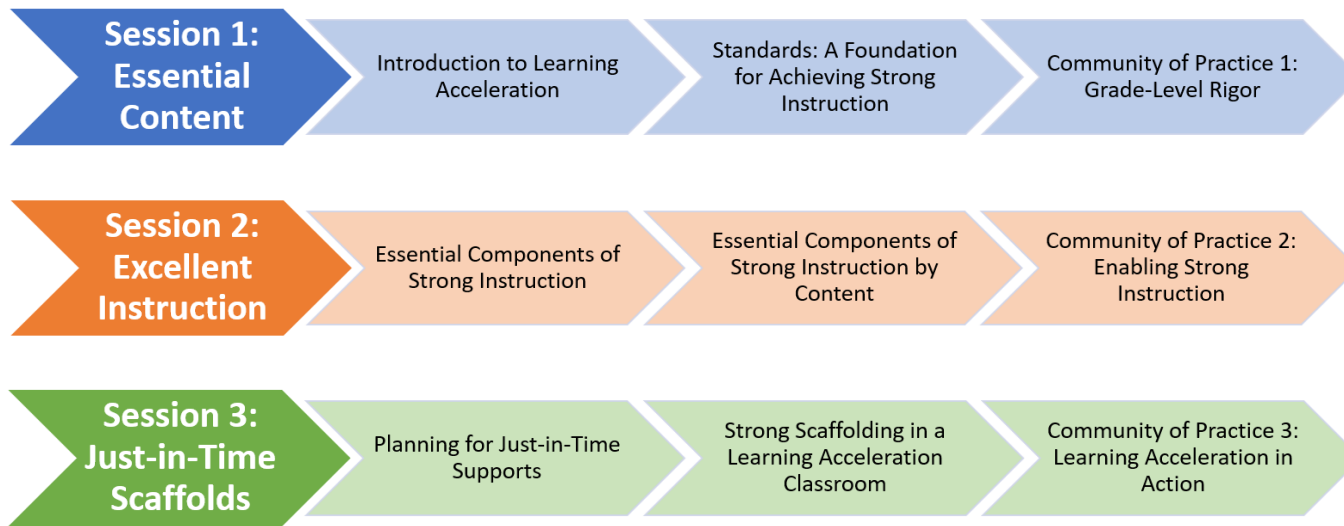 Session 1:
Essential
Content
Introduction to Learning
Acceleration
Standards: A Foundation
for Achieving Strong
Instruction
Community of Practice 1:
Grade-Level Rigor
Session 2:
Excellent
Instruction
Essential Components of
Strong Instruction
Essential Components of
Strong Instruction by
Content
Community of Practice 2:
Enabling Strong
Instruction
Session 3:
Just-in-Time
Scaffolds
Planning for Just-in-Time
Supports
Strong Scaffolding in a
Learning Acceleration
Classroom
Community of Practice 3:
Learning Acceleration in
Action